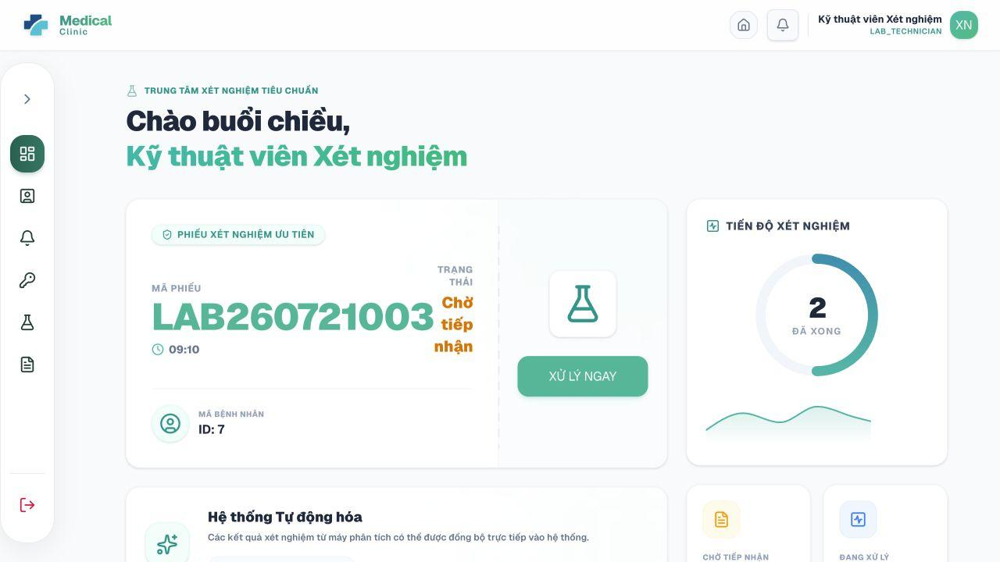 Medical
Clinic
Kỹ thuật viên Xét nghiệm
LAB_TECHNICIAN
XN
TRUNG TÂM XÉT NGHIỆM TIÊU CHUẨN
Chào buổi chiều,
Kỹ thuật viên Xét nghiệm
PHIẾU XÉT NGHIỆM ƯU TIÊN
MÃ PHIẾU
LAB260721003
09:10
TRẠNG
THÁI
Chờ
tiếp
nhận
MÃ BỆNH NHÂN
ID: 7
XỬ LÝ NGAY
TIẾN ĐỘ XÉT NGHIỆM
2
ĐÃ XONG
Hệ thống Tự động hóa
Các kết quả xét nghiệm từ máy phân tích có thể được đồng bộ trực tiếp vào hệ thống.
CHỜ TIẾP NHẬN
ĐANG XỬ LÝ